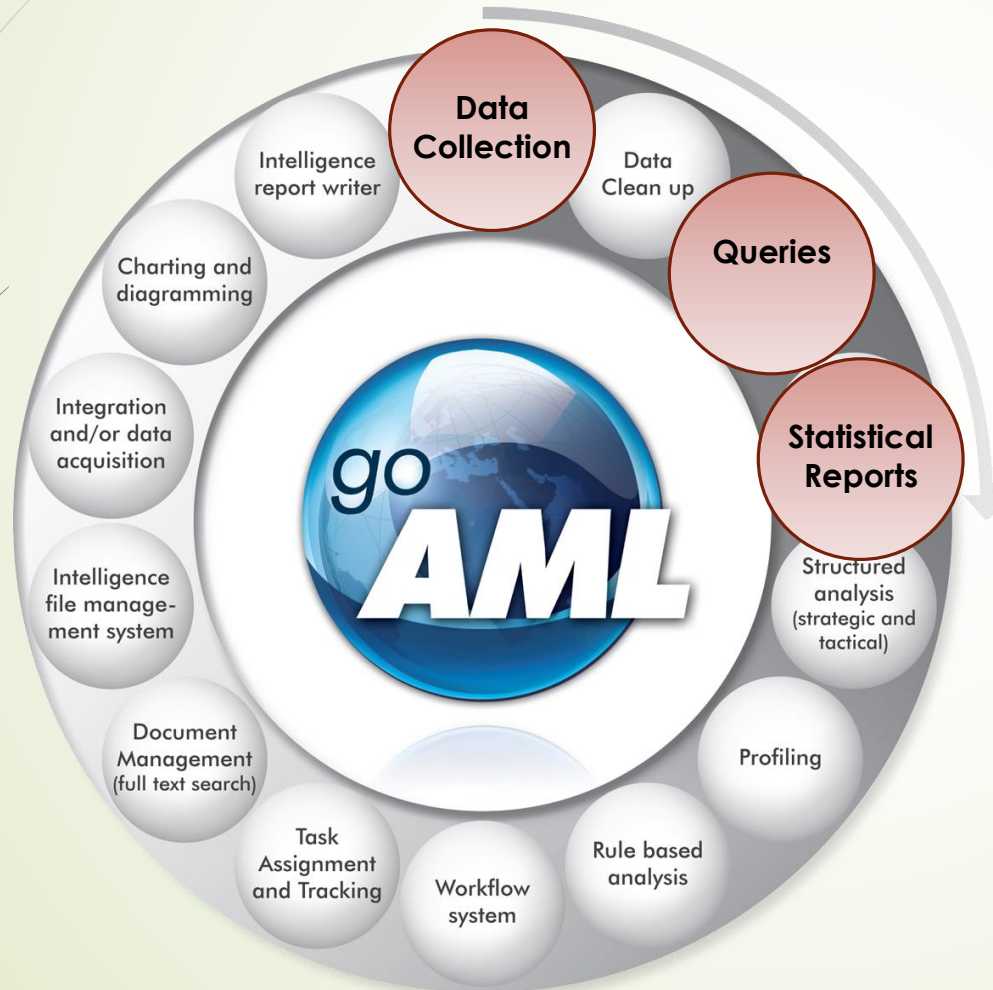 Data
Collection
Data
Clean up
Queries
Statistical
Reports
Structured
analysis
(strategic and
tactical)
Profiling
Rule based
analysis
Workflow
system
Task
Assignment
and Tracking
Document
Management
(full text search)
Intelligence
file manage-
ment system
Integration
and/or data
acquisition
Charting and
diagramming
Intelligence
report writer
go
AML